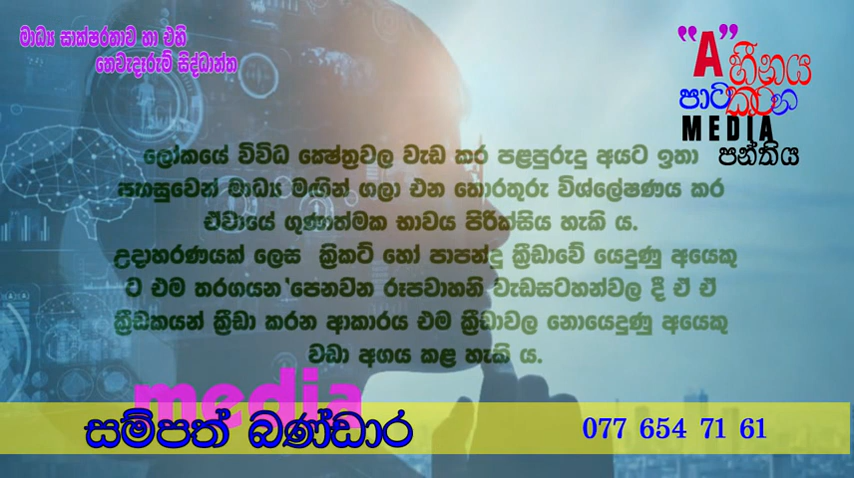 මාධ්‍ය සාක්ෂරතාව හා එහි
තෙවැදෑරුම් සිද්ධාන්ත
"A" හීනය
පාට කරන
MEDIA
පන්තිය
ලෝකයේ විවිධ ක්‍ෂේත්‍රවල වැඩ කර පළපුරුදු අයට ඉතා
පහසුවෙන් මාධ්‍ය මඟින් ගලා එන තොරතුරු විශ්ලේෂණය කර
ඒවායේ ගුණාත්මක භාවය පිරික්සිය හැකි ය.
උදාහරණයක් ලෙස ක්‍රිකට් හෝ පාපන්දු ක්‍රීඩාවේ යෙදුණු අයෙකු
ට එම තරගයන 'පෙනවන රූපවාහනි වැඩසටහන්වල දී ඒ ඒ
ක්‍රීඩකයන් ක්‍රීඩා කරන ආකාරය එම ක්‍රීඩාවල නොයෙදුණු අයෙකු
වඩා අගය කළ හැකි ය.
media
සම්පත් බණ්ඩාර
077 654 71 61